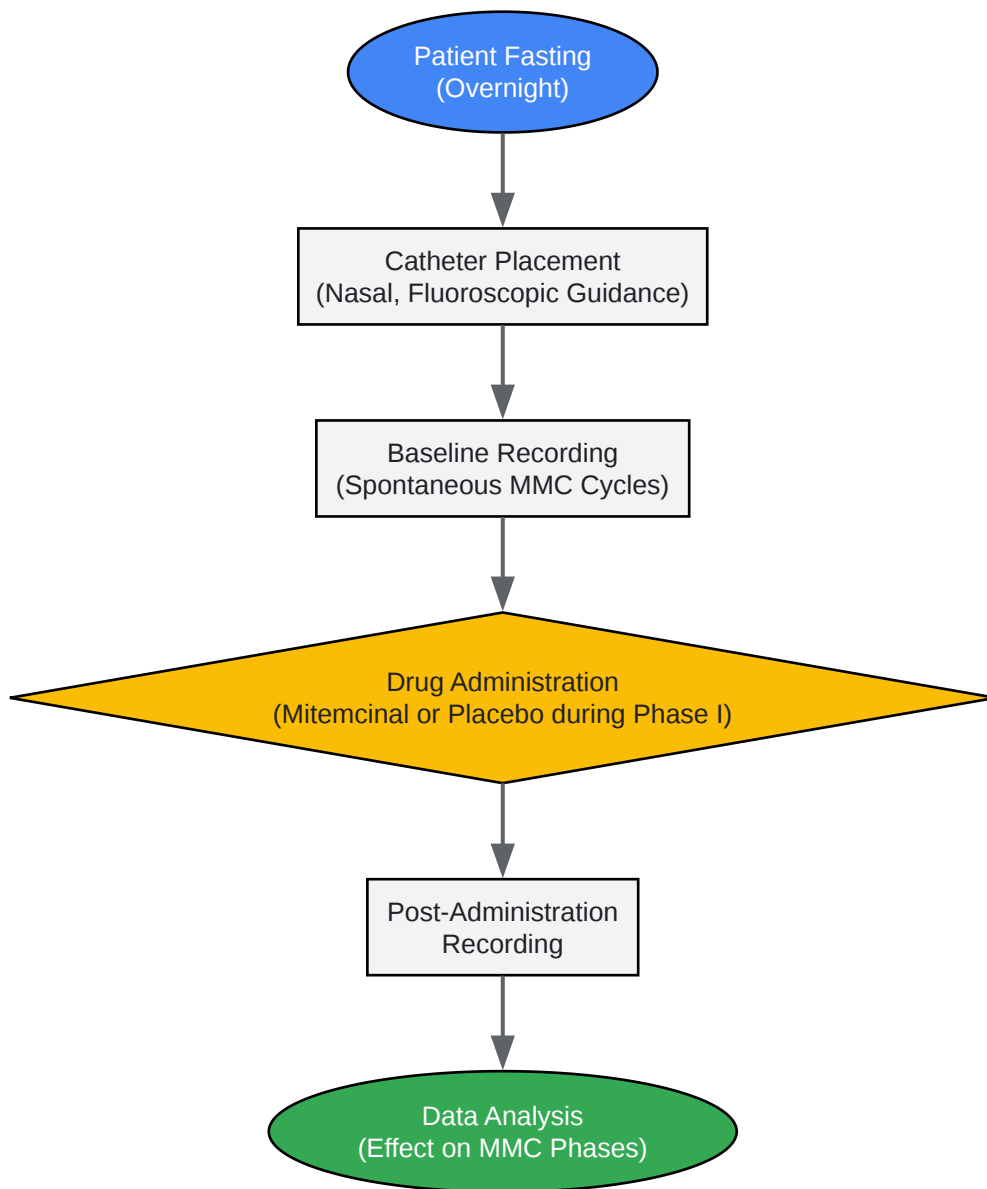 Patient Fasting
(Overnight)
Catheter Placement
(Nasal, Fluoroscopic Guidance)
Baseline Recording
(Spontaneous MMC Cycles)
Drug Administration
(Mitemcinal or Placebo during Phase I)
Post-Administration
Recording
Data Analysis
(Effect on MMC Phases)